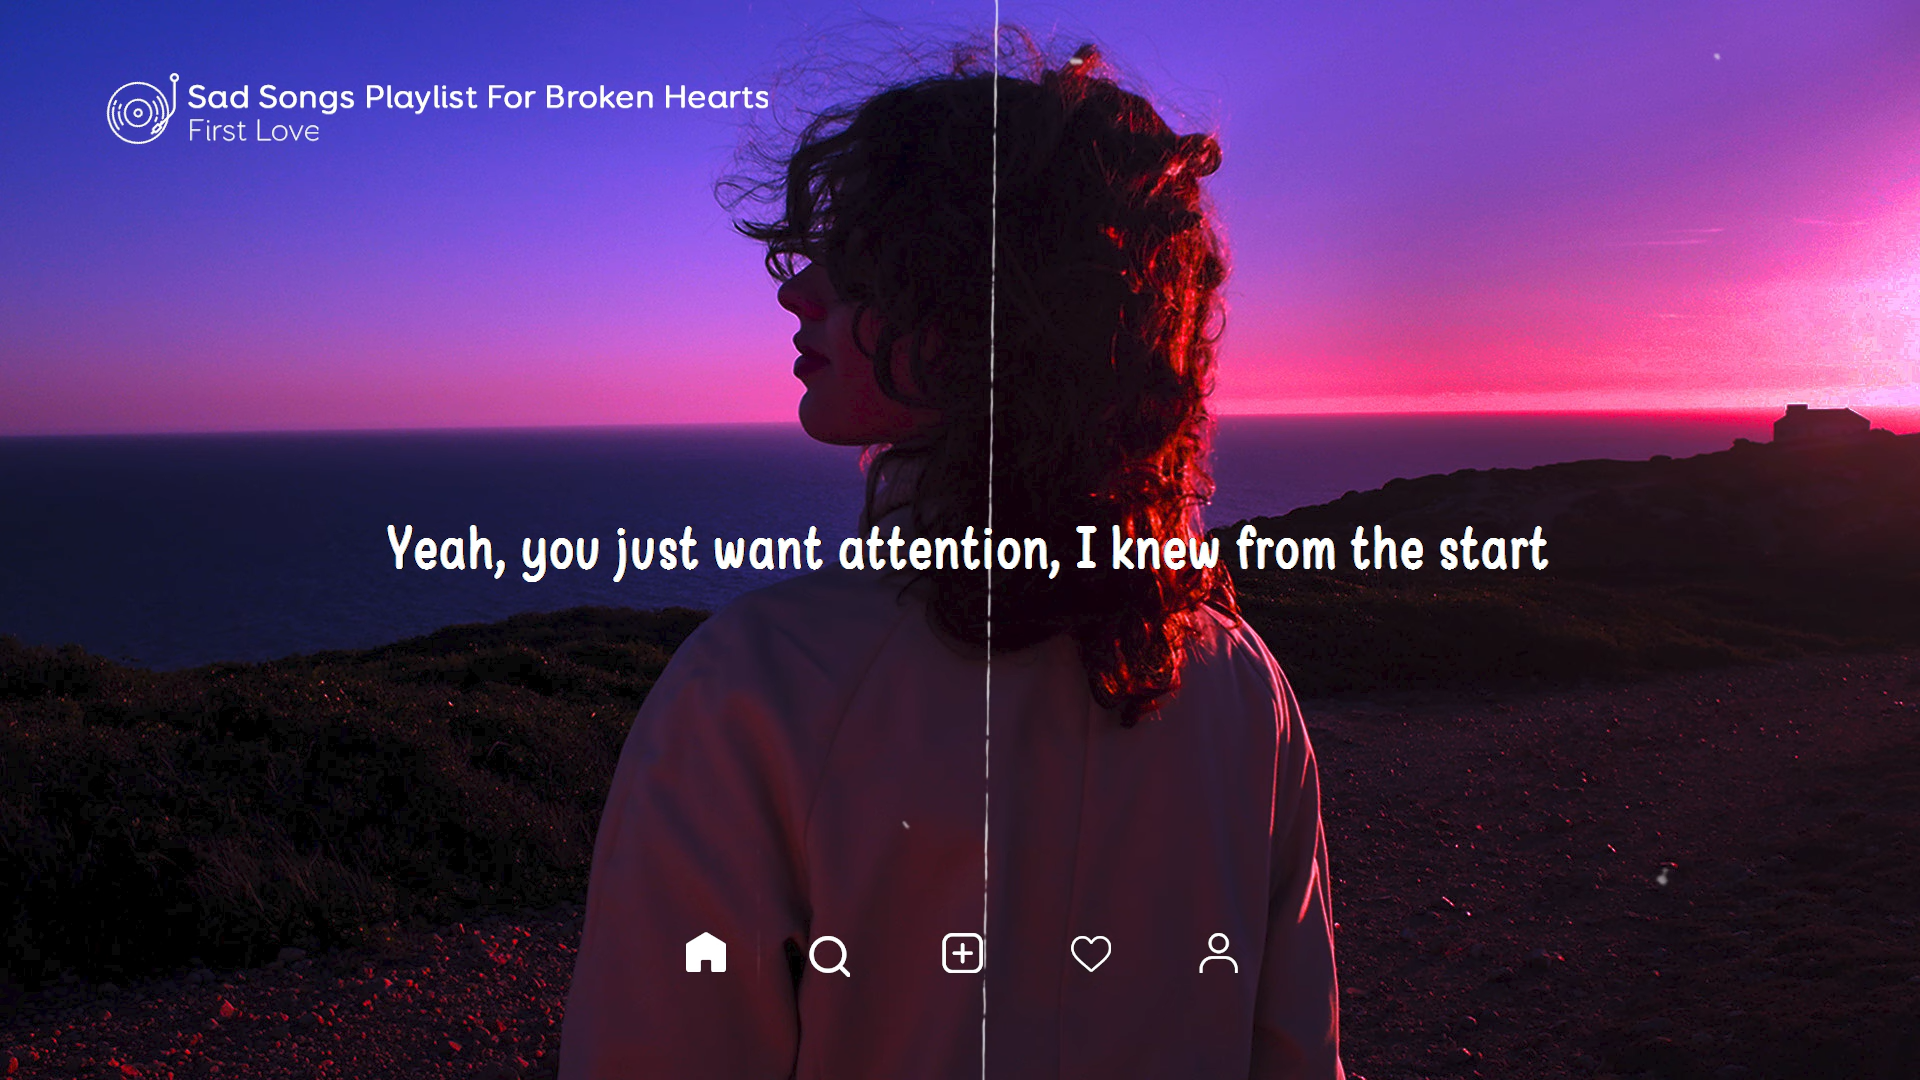 Sad Songs Playlist For Broken Hearts
First Love
Yeah, you just want attention, I knew from the start